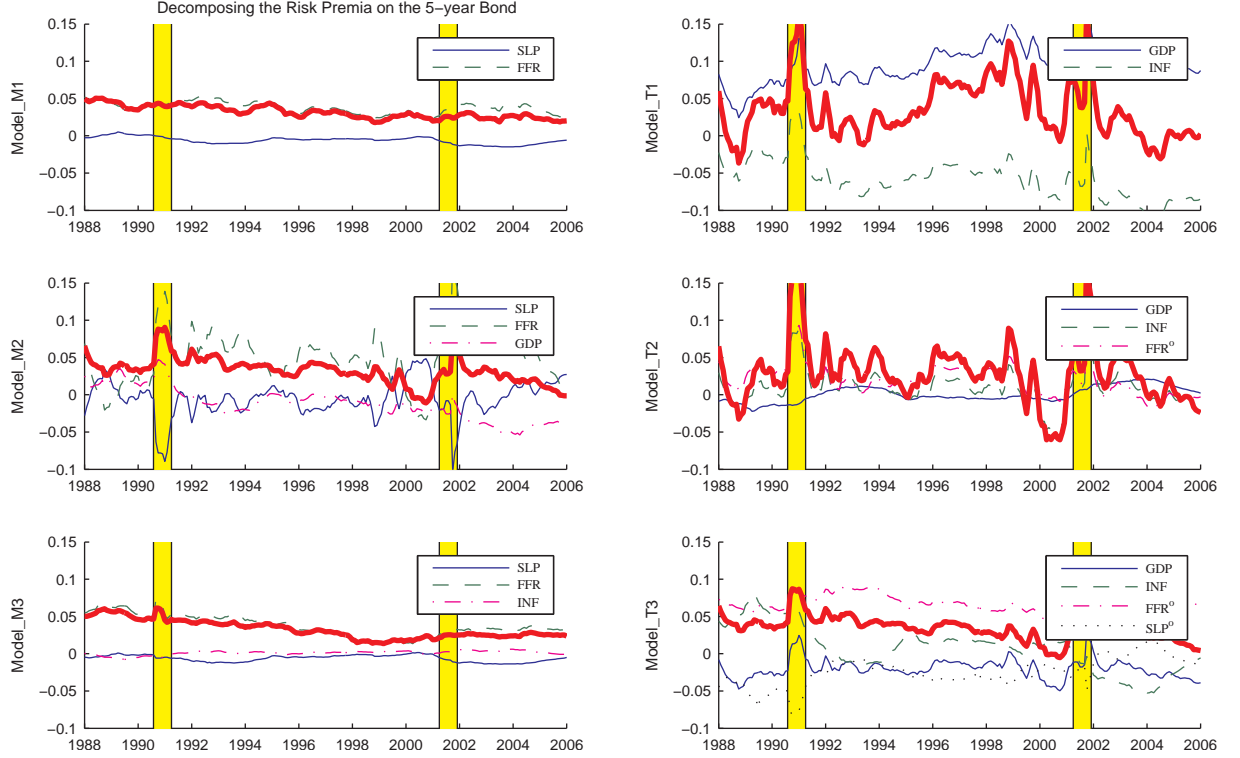 Decomposing the Risk Premia on the 5−year Bond
Model_M1
0.15
0.1
0.05
0
−0.05
−0.1
1988 1990 1992 1994 1996 1998 2000 2002 2004 2006
SLP
FFR
Model_T1
0.15
0.1
0.05
0
−0.05
−0.1
1988 1990 1992 1994 1996 1998 2000 2002 2004 2006
GDP
INF
Model_M2
0.15
0.1
0.05
0
−0.05
−0.1
1988 1990 1992 1994 1996 1998 2000 2002 2004 2006
SLP
FFR
GDP
Model_T2
0.15
0.1
0.05
0
−0.05
−0.1
1988 1990 1992 1994 1996 1998 2000 2002 2004 2006
GDP
INF
FFR^o
Model_M3
0.15
0.1
0.05
0
−0.05
−0.1
1988 1990 1992 1994 1996 1998 2000 2002 2004 2006
SLP
FFR
INF
Model_T3
0.15
0.1
0.05
0
−0.05
−0.1
1988 1990 1992 1994 1996 1998 2000 2002 2004 2006
GDP
INF
FFR^o
SLP^o